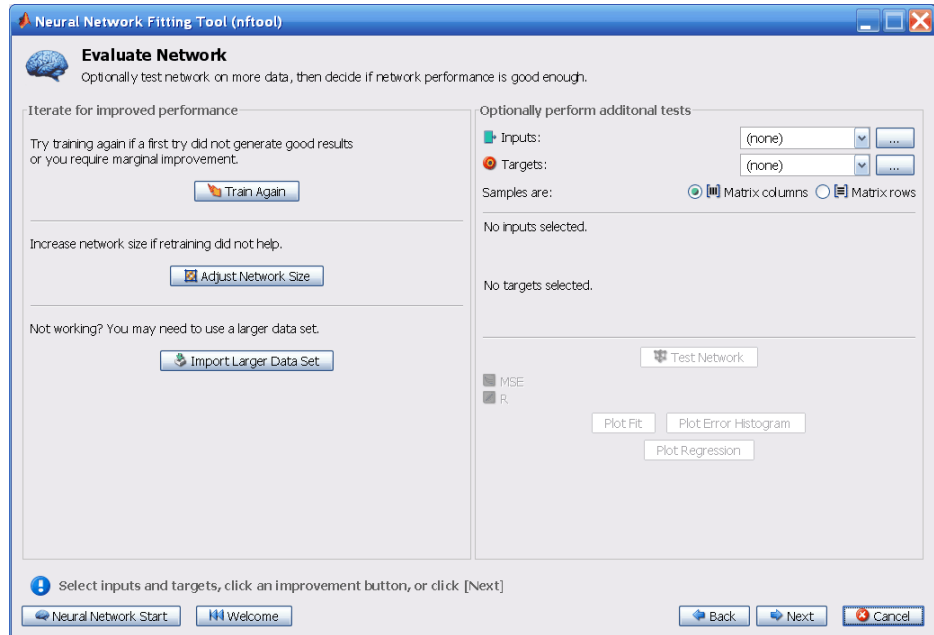 Neural Network Fitting Tool (nftool)
Evaluate Network
Optionally test network on more data, then decide if network performance is good enough.
Iterate for improved performance
Try training again if a first try did not generate good results
or you require marginal improvement.
Train Again
Increase network size if retraining did not help.
Adjust Network Size
Not working? You may need to use a larger data set.
Import Larger Data Set
Optionally perform additonal tests
Inputs: (none) ...
Targets: (none) ...
Samples are: Matrix columns Matrix rows
No inputs selected.
No targets selected.
Test Network
MSE
R
Plot Fit Plot Error Histogram
Plot Regression
Select inputs and targets, click an improvement button, or click [Next]
Neural Network Start Welcome Back Next Cancel